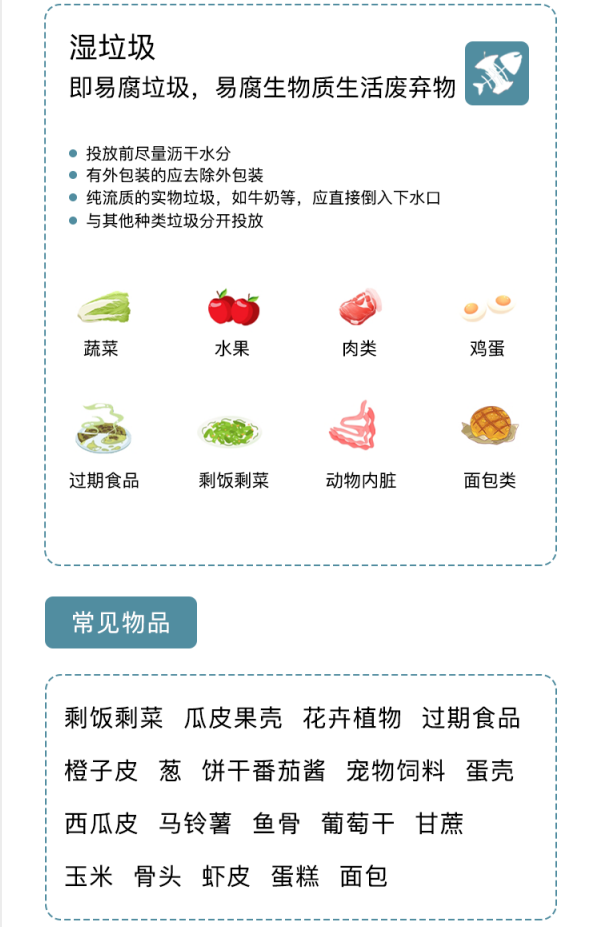 湿垃圾
即易腐垃圾，易腐生物质生活废弃物
投放前尽量沥干水分
有外包装的应去除外包装
纯流质的实物垃圾，如牛奶等，应直接倒入下水口
与其他种类垃圾分开投放
蔬菜 水果 肉类 鸡蛋
过期食品 剩饭剩菜 动物内脏 面包类
常见物品
剩饭剩菜 瓜皮果壳 花卉植物 过期食品
橙子皮 葱 饼干番茄酱 宠物饲料 蛋壳
西瓜皮 马铃薯 鱼骨 葡萄干 甘蔗
玉米 骨头 虾皮 蛋糕 面包